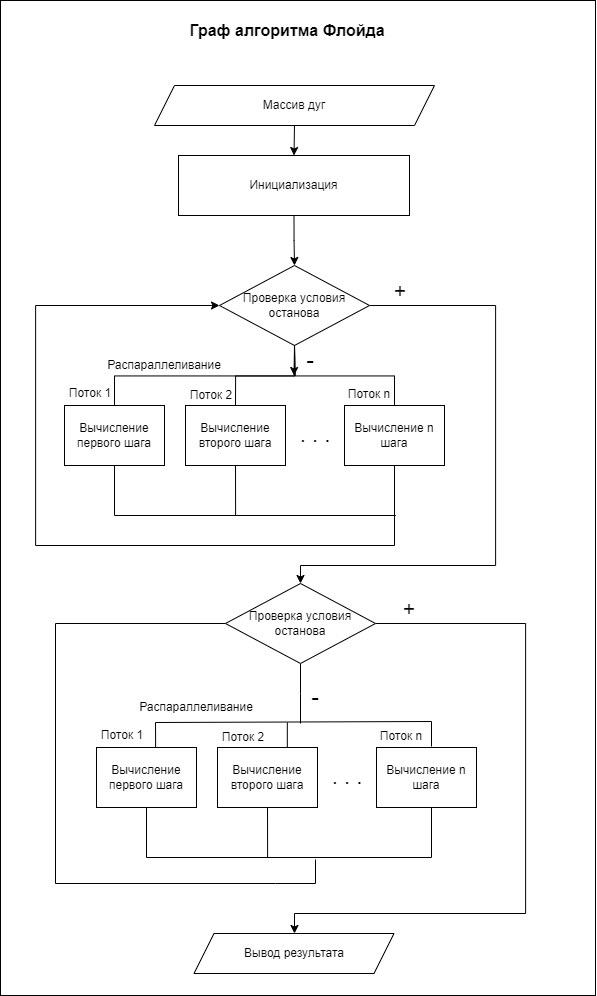 Граф алгоритма Флойда
Массив дуг
Инициализация
Проверка условия
останова
+
-
Распараллеливание
Поток 1
Поток 2
Поток n
Вычисление
первого шага
Вычисление
второго шага
. . .
Вычисление n
шага
Проверка условия
останова
+
-
Распараллеливание
Поток 1
Поток 2
Поток n
Вычисление
первого шага
Вычисление
второго шага
. . .
Вычисление n
шага
Вывод результата